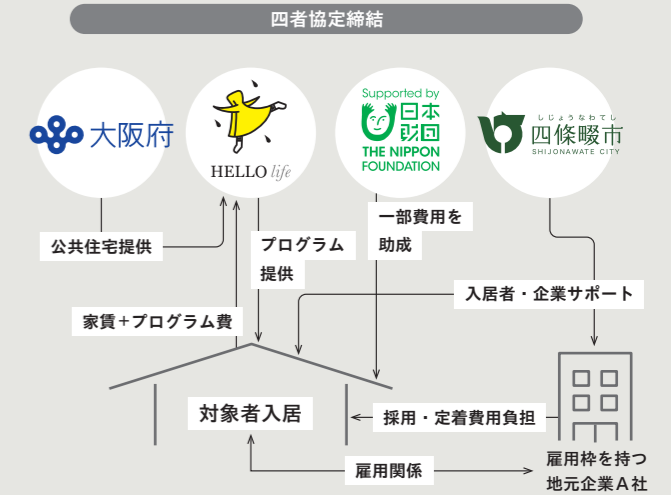 四者協定締結
大阪府
HELLO life
Supported by
日本
財団
THE NIPPON
FOUNDATION
しじょうなわてし
四條畷市
SHIJONAWATE CITY
公共住宅提供
プログラム
提供
一部費用を
助成
入居者・企業サポート
家賃＋プログラム費
対象者入居
採用・定着費用負担
雇用関係
雇用枠を持つ
地元企業A社